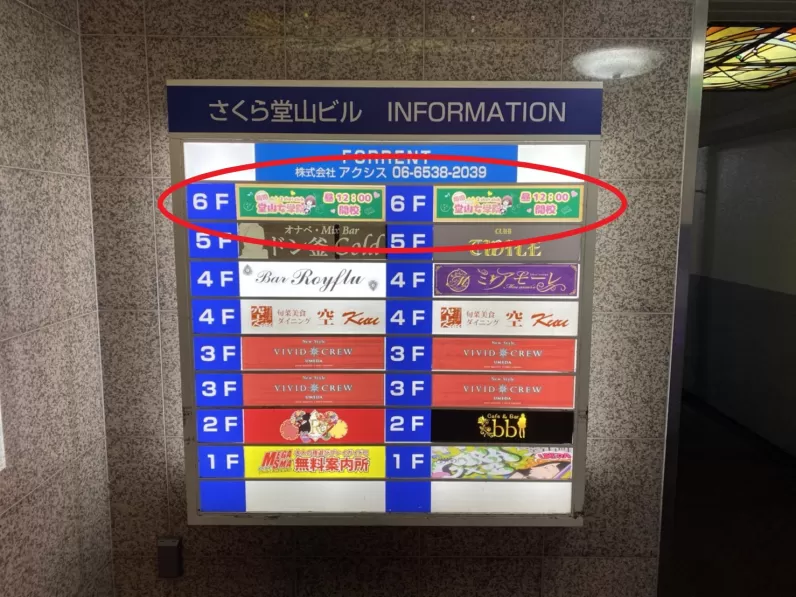 さくら堂山ビル INFORMATION
FORRENT
株式会社 アクシス 06-6538-2039
6F 堂山女学院 昼12:00 開校 6F 堂山女学院 昼12:00 開校
5F オナベ・Mix Bar ドン釜 Gold 5F CLUB
4F Bar Royflu 4F ミアモーレ
4F 旬菜美食 ダイニング 空 Kuu 4F 旬菜美食 ダイニング 空 Kuu
3F New Style VIVID CREW UMEDA 3F New Style VIVID CREW UMEDA
3F New Style VIVID CREW UMEDA 3F New Style VIVID CREW UMEDA
2F 2F Cafe & Bar bb
1F MEGA SMA 無料案内所 1F